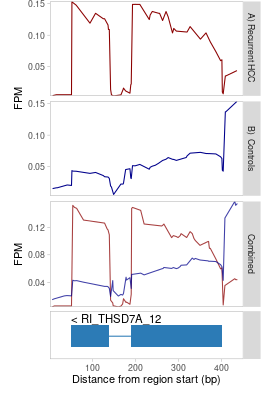 0.15
0.10
0.05
A) Recurrent HCC
FPM
0.15
0.10
0.05
B) Controls
0.12
0.08
0.04
FPM
Combined
< RI_THSD7A_12
100 200 300 400
Distance from region start (bp)